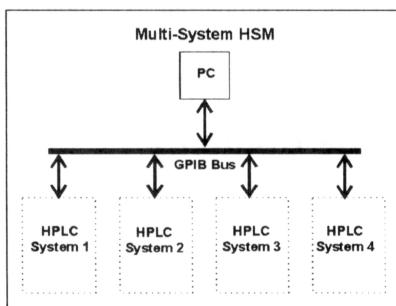 Multi-System HSM
PC
GPIB Bus
HPLC
System 1
HPLC
System 2
HPLC
System 3
HPLC
System 4